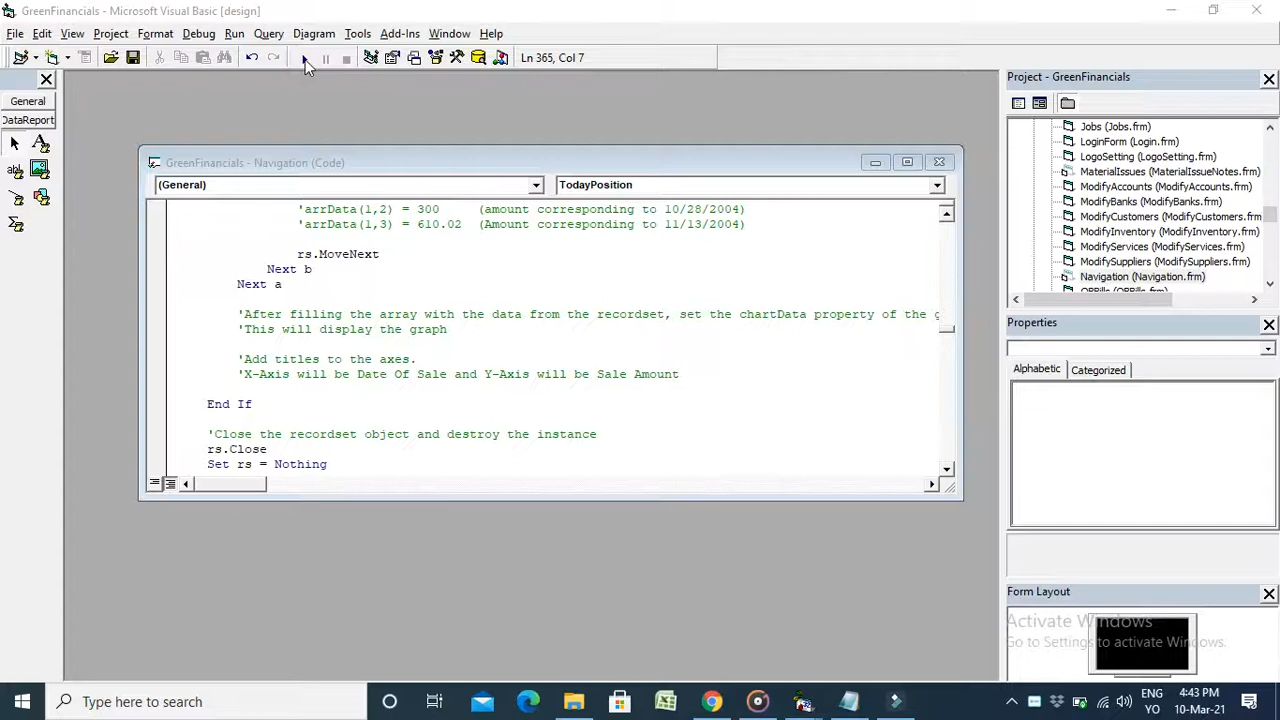 GreenFinancials - Microsoft Visual Basic [design]
File Edit View Project Format Debug Run Query Diagram Tools Add-Ins Window Help
Ln 365, Col 7
General
DataReport
GreenFinancials - Navigation (Code)
(General) TodayPosition
'arrData(1,2) = 300 (amount corresponding to 10/28/2004)
'arrData(1,3) = 610.02 (Amount corresponding to 11/13/2004)
rs.MoveNext
Next b
Next a
'After filling the array with the data from the recordset, set the chartData property of the g
'This will display the graph
'Add titles to the axes.
'X-Axis will be Date Of Sale and Y-Axis will be Sale Amount
End If
'Close the recordset object and destroy the instance
rs.Close
Set rs = Nothing
Project - GreenFinancials
Jobs (Jobs.frm)
LoginForm (Login.frm)
LogoSetting (LogoSetting.frm)
MaterialIssues (MaterialIssueNotes.frm)
ModifyAccounts (ModifyAccounts.frm)
ModifyBanks (ModifyBanks.frm)
ModifyCustomers (ModifyCustomers.frm
ModifyInventory (ModifyInventory.frm)
ModifyServices (ModifyServices.frm)
ModifySuppliers (ModifySuppliers.frm)
Navigation (Navigation.frm)
Properties
Alphabetic Categorized
Form Layout
Activate Windows
Go to Settings to activate Windows.
Type here to search
ENG
YO
4:43 PM
10-Mar-21